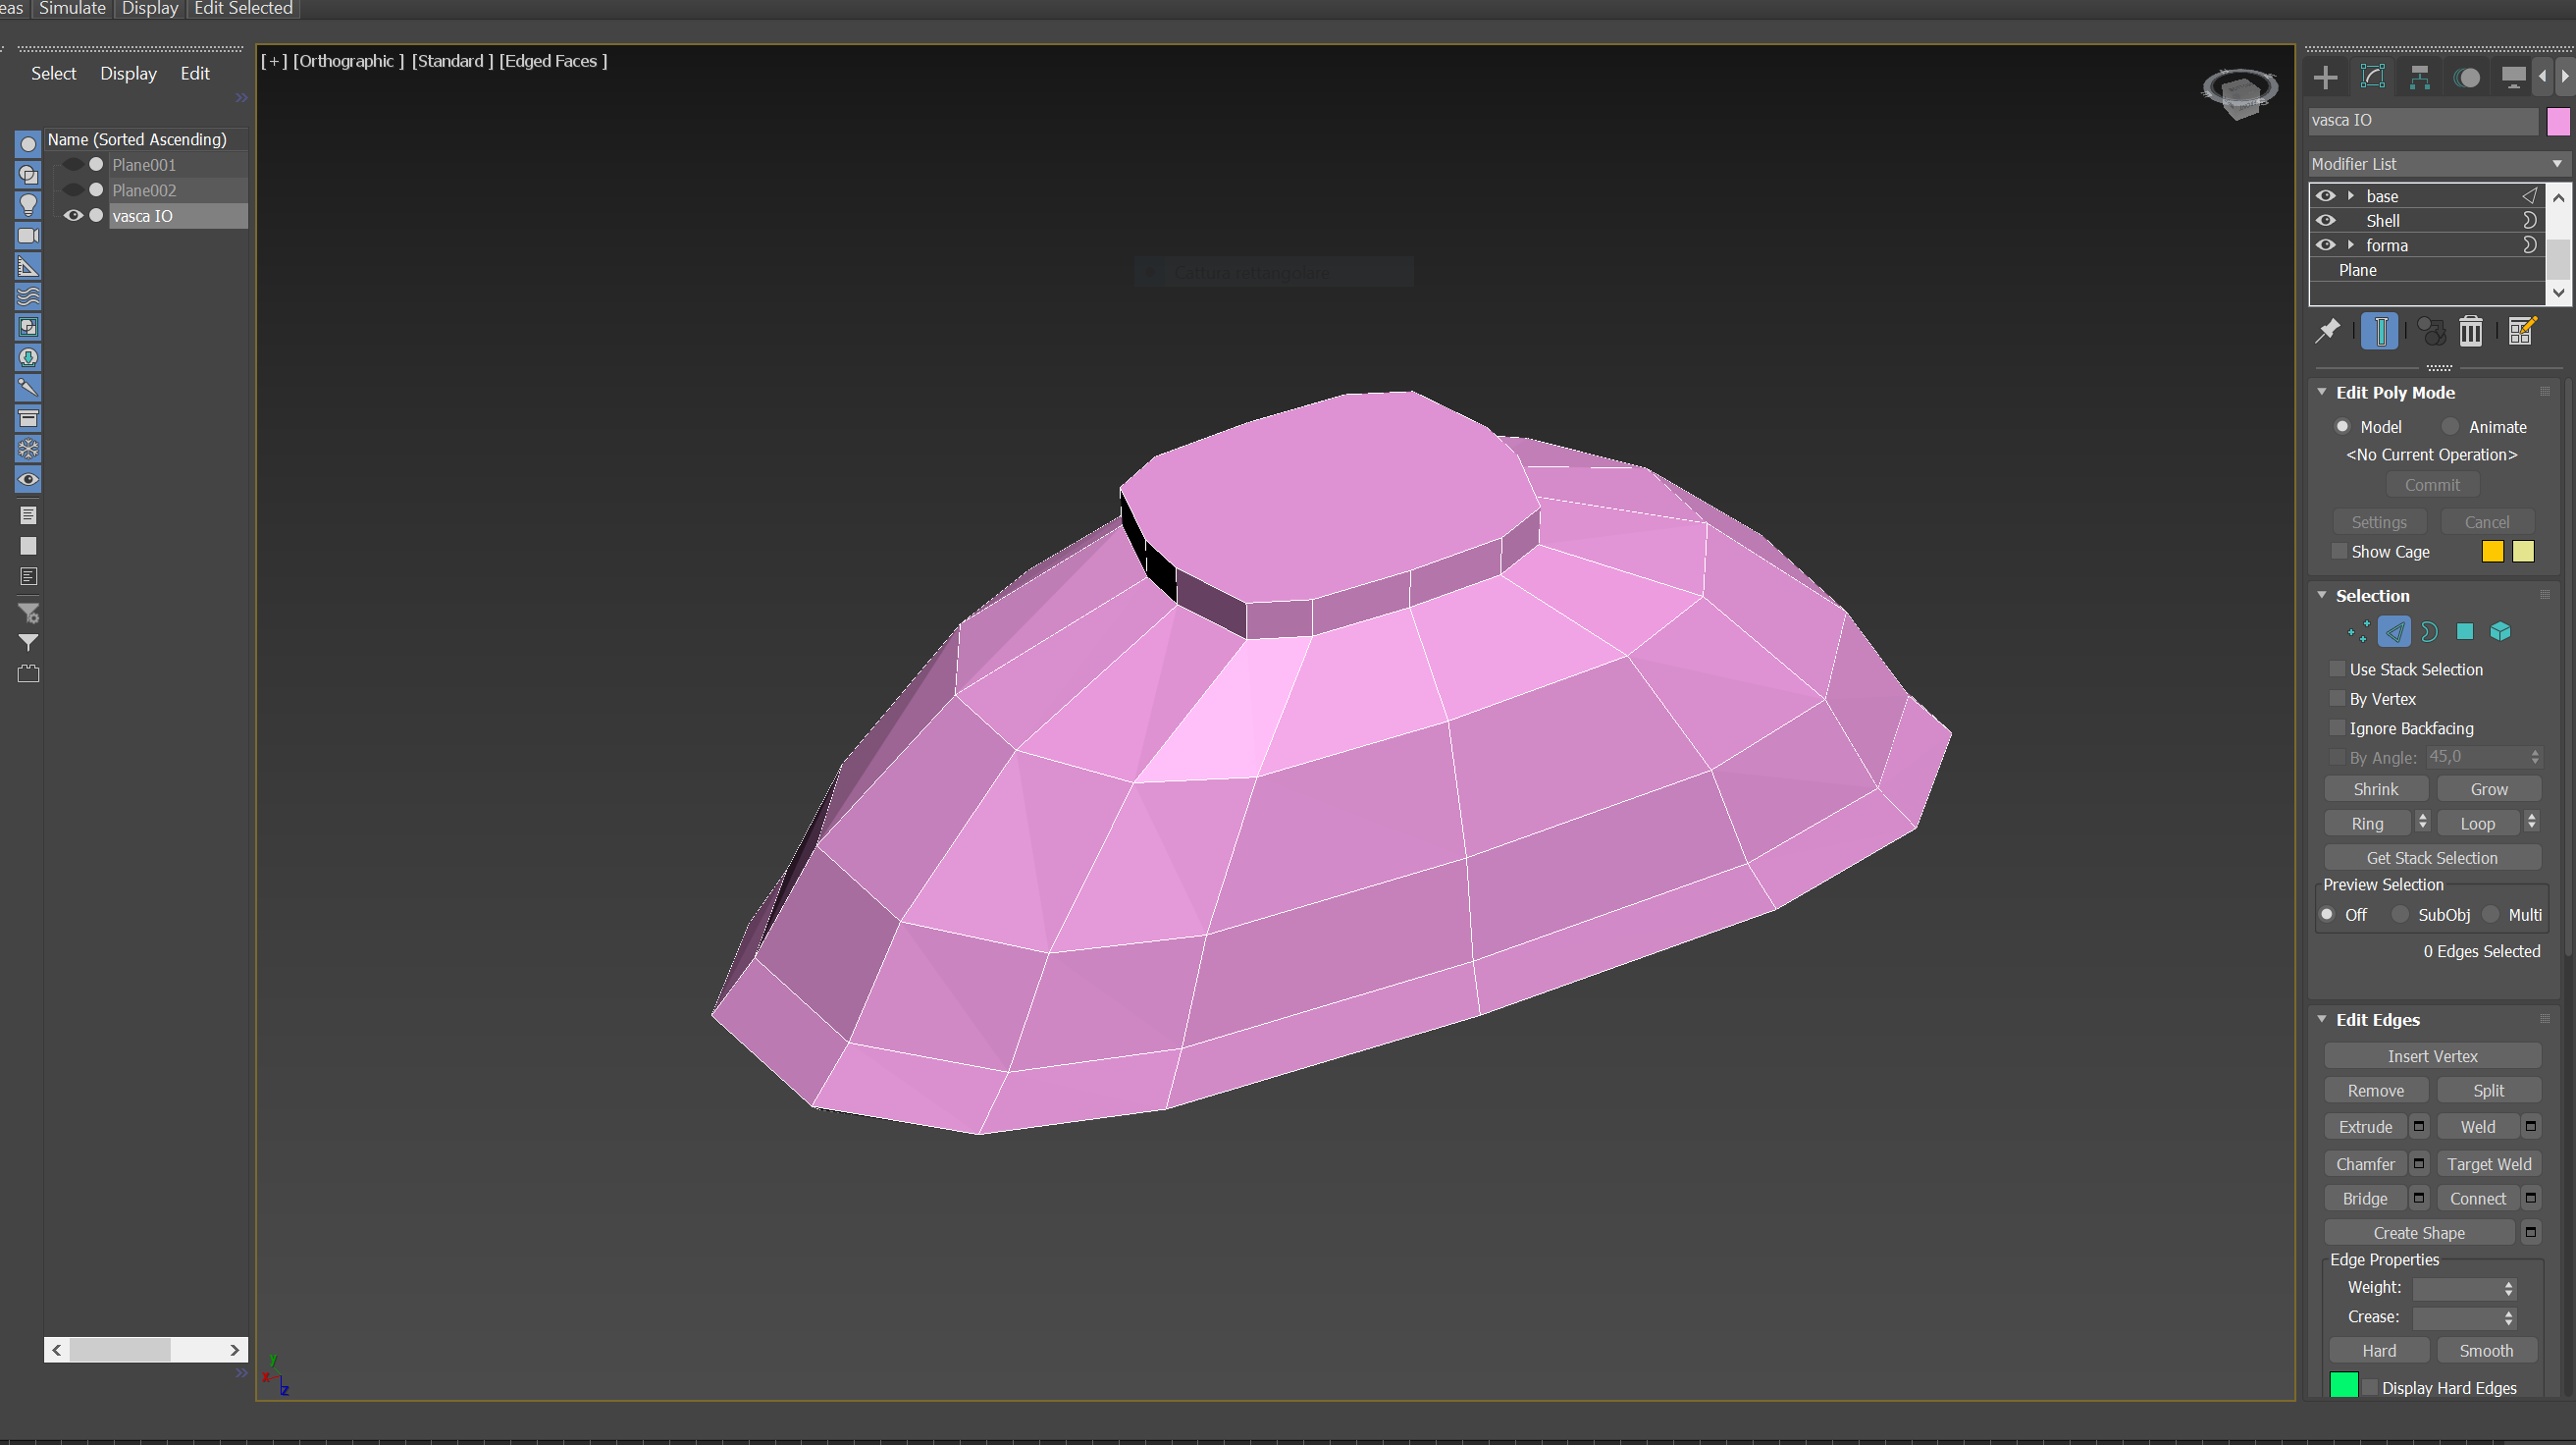 eas Simulate Display Edit Selected
Select Display Edit
Name (Sorted Ascending)
Plane001
Plane002
vasca IO
[ + ] [Orthographic ] [Standard ] [Edged Faces ]
Cattusa rettangolare
y
x
z
vasca IO
Modifier List
base
Shell
forma
Plane
Edit Poly Mode
Model Animate
<No Current Operation>
Commit
Settings Cancel
Show Cage
Selection
Use Stack Selection
By Vertex
Ignore Backfacing
By Angle: 45,0
Shrink Grow
Ring Loop
Get Stack Selection
Preview Selection
Off SubObj Multi
0 Edges Selected
Edit Edges
Insert Vertex
Remove Split
Extrude Weld
Chamfer Target Weld
Bridge Connect
Create Shape
Edge Properties
Weight:
Crease:
Hard Smooth
Display Hard Edges